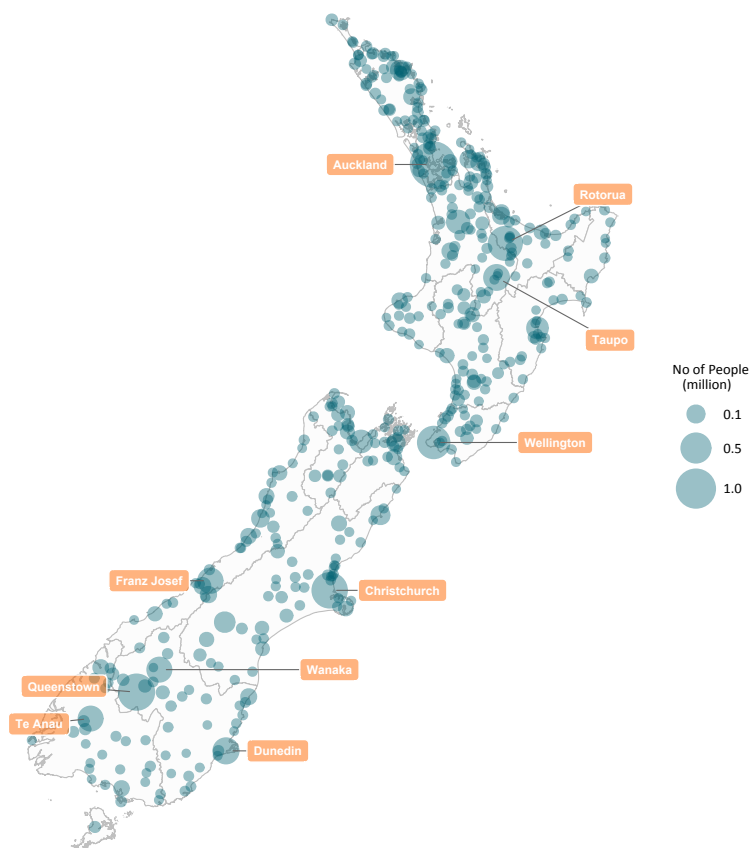 Auckland
Rotorua
Taupo
No of People
(million)
0.1
0.5
1.0
Wellington
Franz Josef
Christchurch
Wanaka
Queenstown
Te Anau
Dunedin